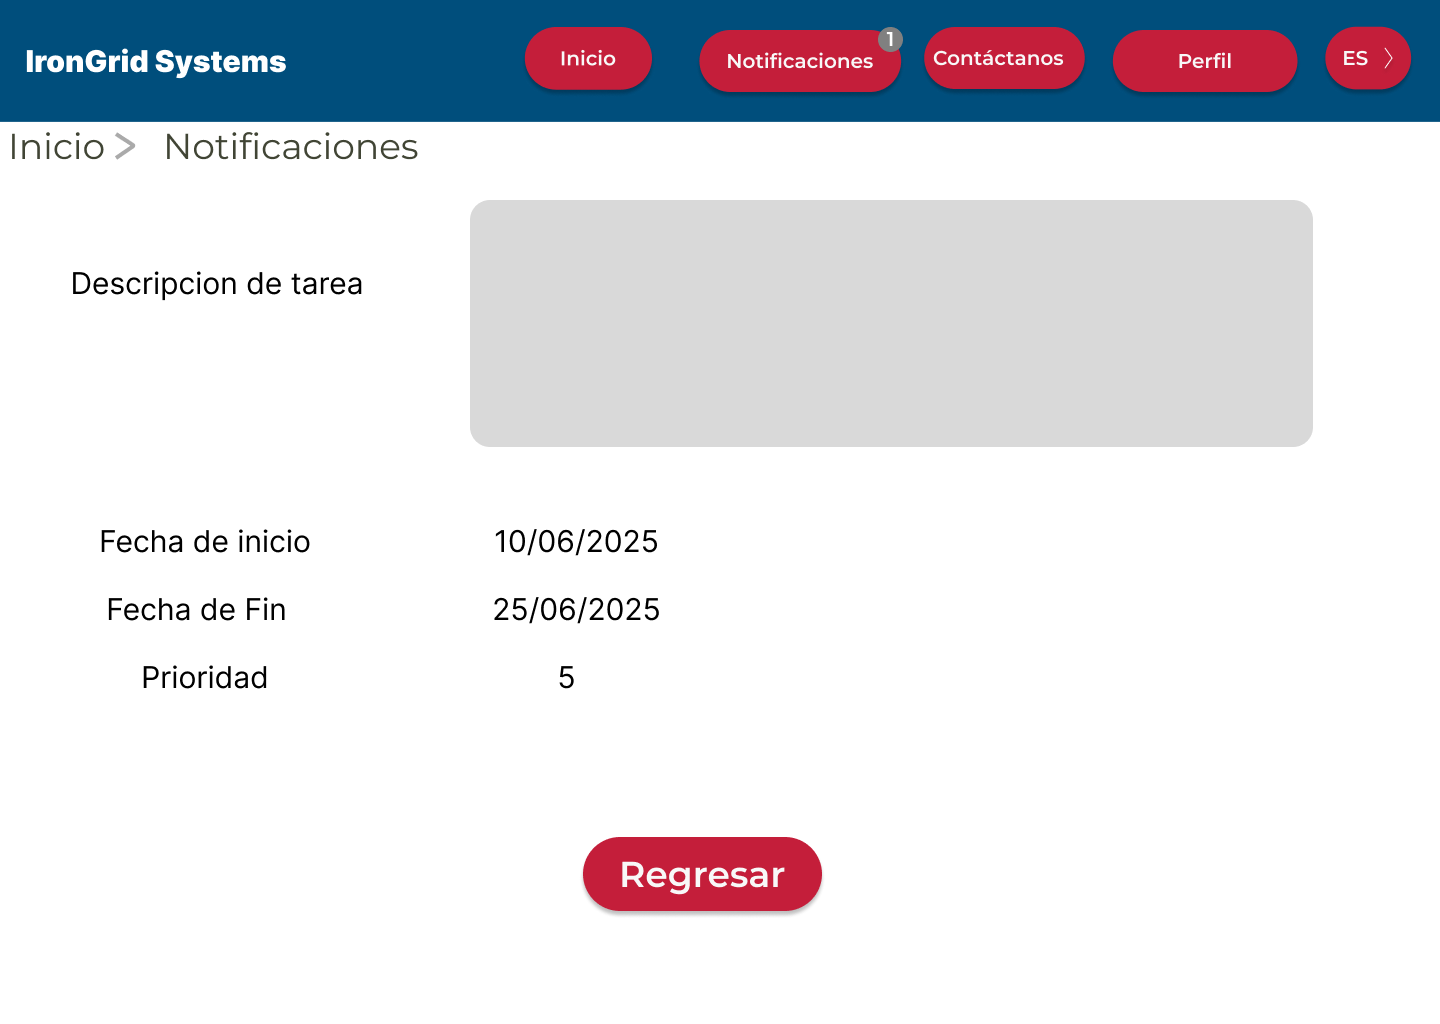 IronGrid Systems
Inicio
Notificaciones
1
Contáctanos
Perfil
ES
Inicio > Notificaciones
Descripcion de tarea
Fecha de inicio 10/06/2025
Fecha de Fin 25/06/2025
Prioridad 5
Regresar